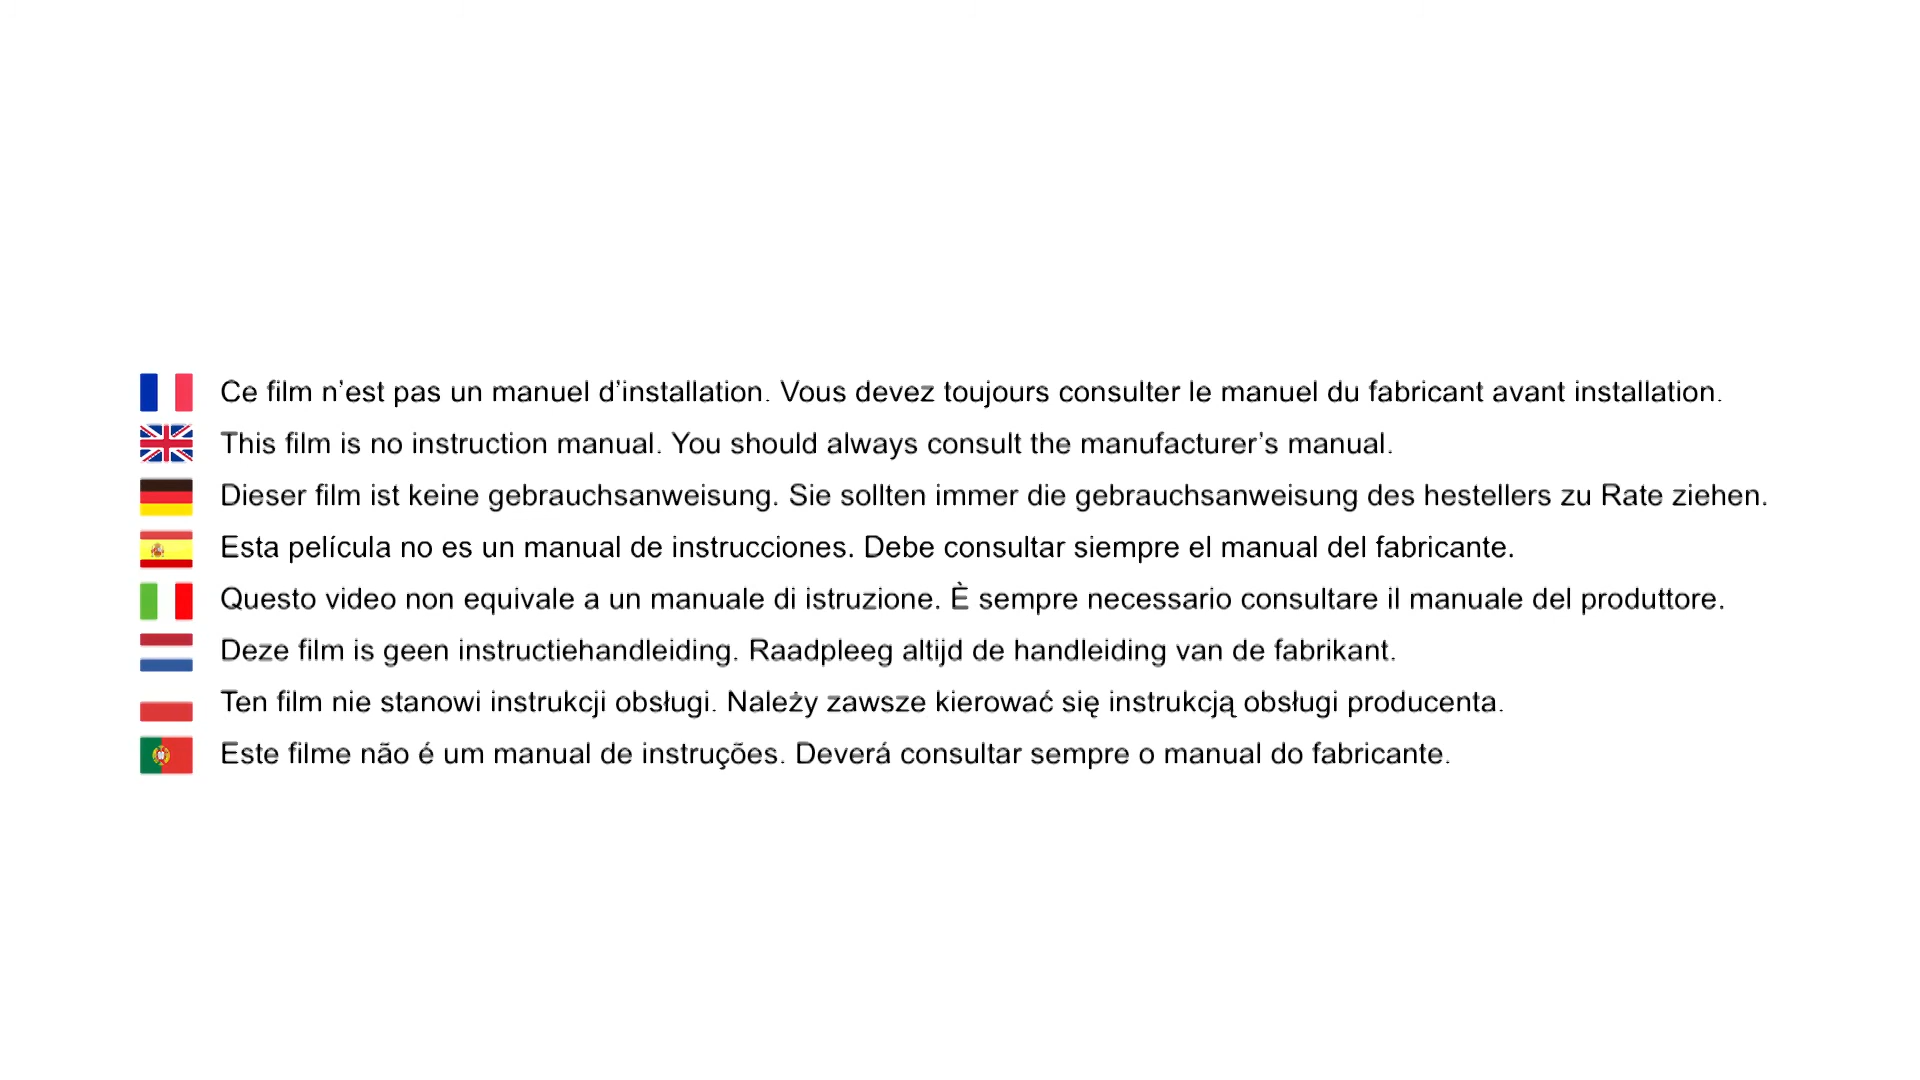 Ce film n’est pas un manuel d’installation. Vous devez toujours consulter le manuel du fabricant avant installation.
This film is no instruction manual. You should always consult the manufacturer’s manual.
Dieser film ist keine gebrauchsanweisung. Sie sollten immer die gebrauchsanweisung des hestellers zu Rate ziehen.
Esta película no es un manual de instrucciones. Debe consultar siempre el manual del fabricante.
Questo video non equivale a un manuale di istruzione. È sempre necessario consultare il manuale del produttore.
Deze film is geen instructiehandleiding. Raadpleeg altijd de handleiding van de fabrikant.
Ten film nie stanowi instrukcji obsługi. Należy zawsze kierować się instrukcją obsługi producenta.
Este filme não é um manual de instruções. Deverá consultar sempre o manual do fabricante.